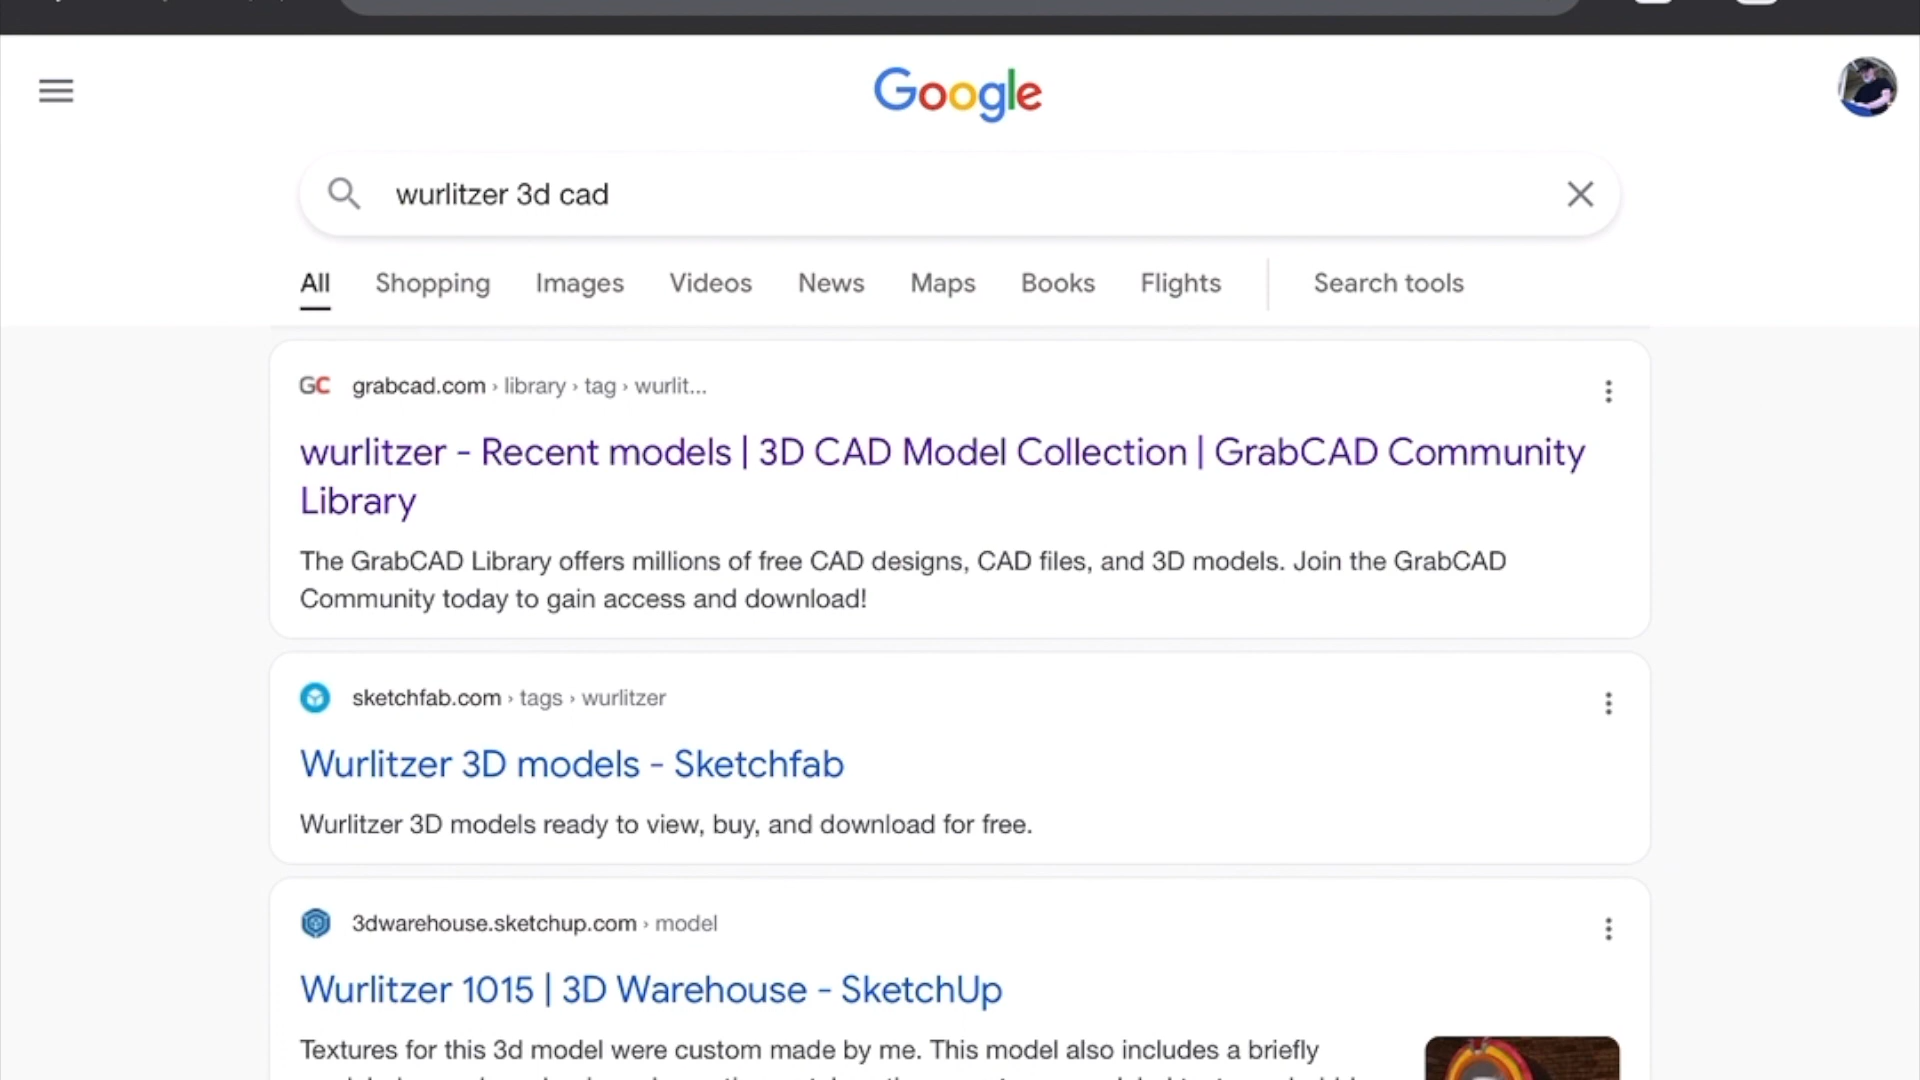 Google
wurlitzer 3d cad
All Shopping Images Videos News Maps Books Flights Search tools
GC grabcad.com › library › tag › wurlit...
wurlitzer - Recent models | 3D CAD Model Collection | GrabCAD Community
Library
The GrabCAD Library offers millions of free CAD designs, CAD files, and 3D models. Join the GrabCAD
Community today to gain access and download!
sketchfab.com › tags › wurlitzer
Wurlitzer 3D models - Sketchfab
Wurlitzer 3D models ready to view, buy, and download for free.
3dwarehouse.sketchup.com › model
Wurlitzer 1015 | 3D Warehouse - SketchUp
Textures for this 3d model were custom made by me. This model also includes a briefly